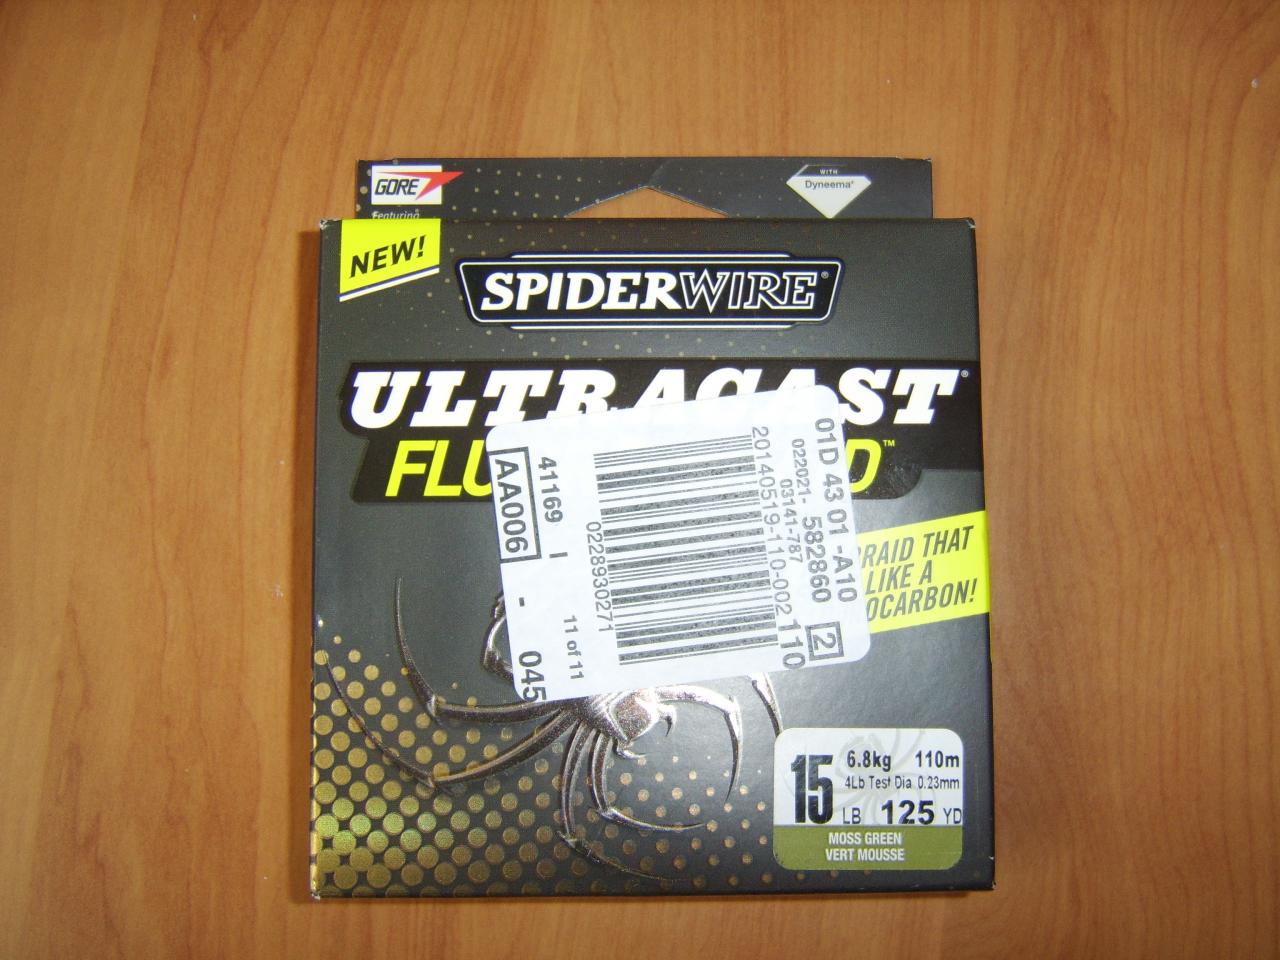 GORE
WITH
Dyneema®
Featuring
NEW!
SPIDERWIRE®
ULTRACAST®
FLU D™
RAID THAT
LIKE A
OCARBON!
01D 43 01 -A10
022021- 582860 2
03141-787
20140519-110-002 110
0228930271
11 of 11
41169 I
AA006 - 045
15 LB
6.8kg 110m
4Lb Test Dia 0.23mm
125 YD
MOSS GREEN
VERT MOUSSE